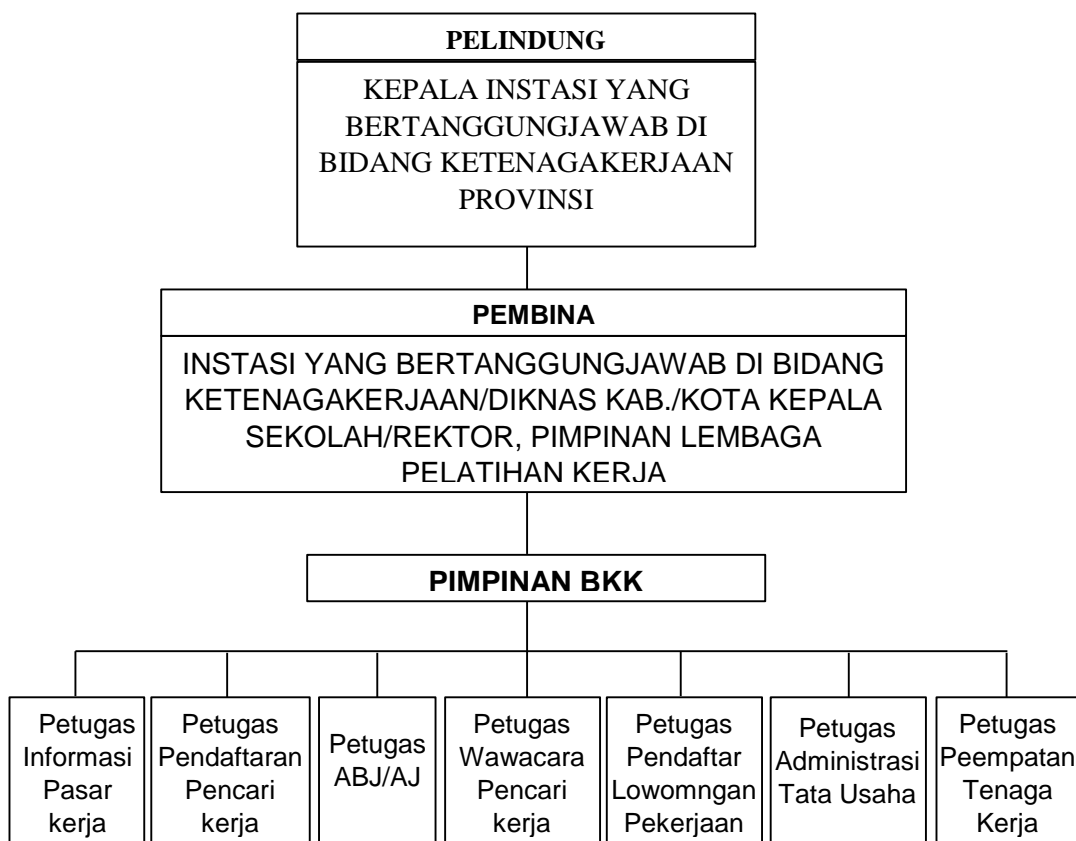 PELINDUNG
KEPALA INSTASI YANG
BERTANGGUNGJAWAB DI
BIDANG KETENAGAKERJAAN
PROVINSI
PEMBINA
INSTASI YANG BERTANGGUNGJAWAB DI BIDANG
KETENAGAKERJAAN/DIKNAS KAB./KOTA KEPALA
SEKOLAH/REKTOR, PIMPINAN LEMBAGA
PELATIHAN KERJA
PIMPINAN BKK
Petugas
Informasi
Pasar
kerja
Petugas
Pendaftaran
Pencari
kerja
Petugas
ABJ/AJ
Petugas
Wawacara
Pencari
kerja
Petugas
Pendaftar
Lowomngan
Pekerjaan
Petugas
Administrasi
Tata Usaha
Petugas
Peempatan
Tenaga
Kerja